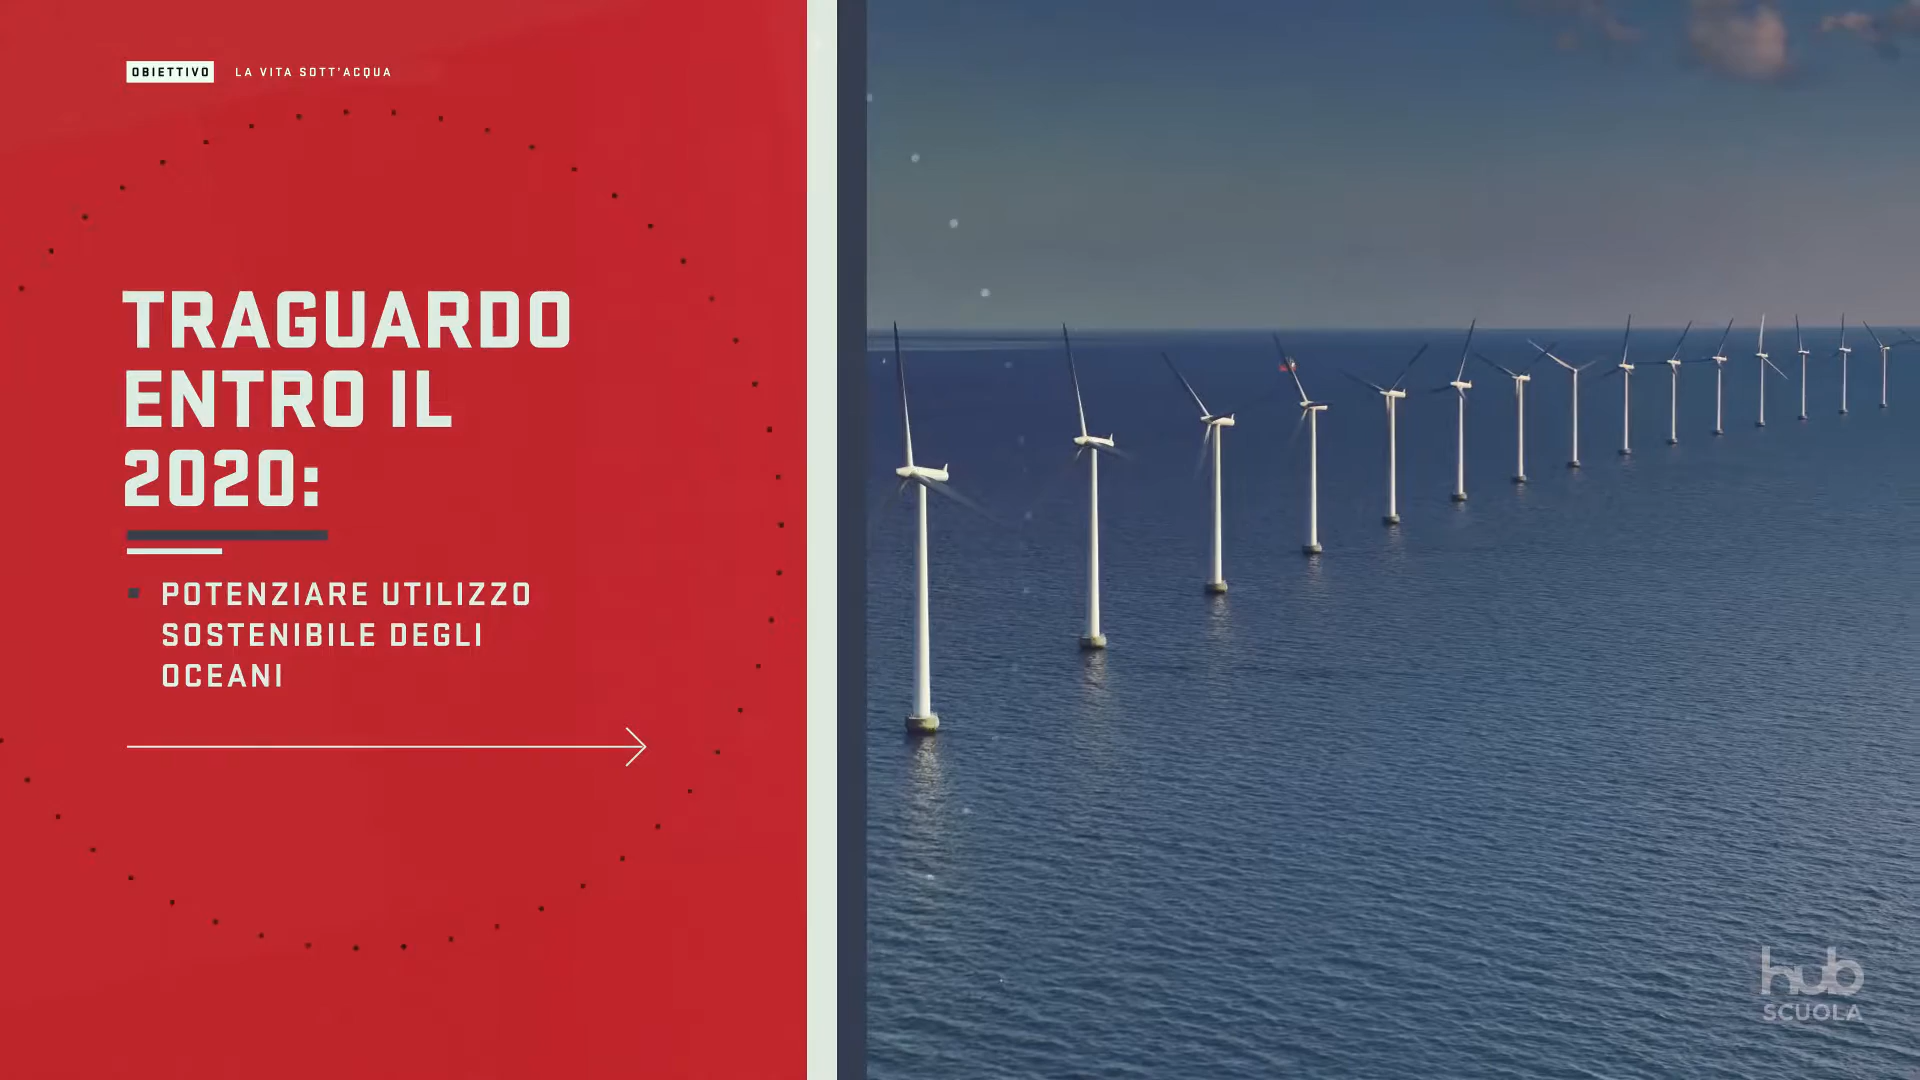 OBIETTIVO LA VITA SOTT'ACQUA
TRAGUARDO
ENTRO IL
2020:
POTENZIARE UTILIZZO
SOSTENIBILE DEGLI
OCEANI
hub
SCUOLA